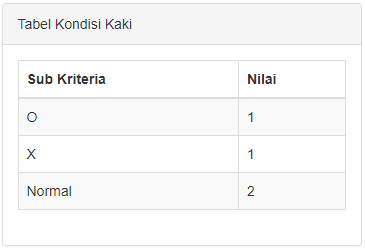 Tabel Kondisi Kaki
Sub Kriteria Nilai
O 1
X 1
Normal 2